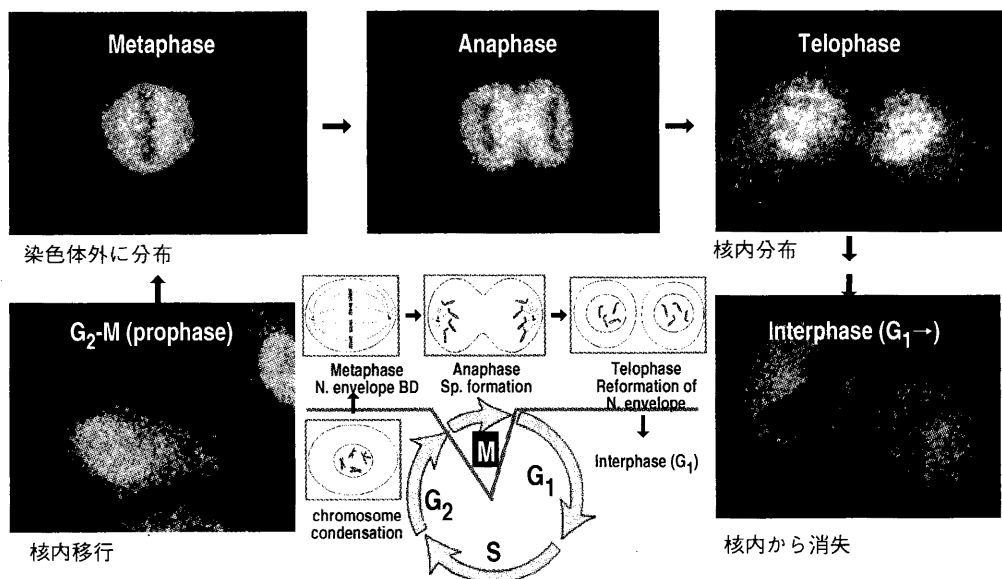 Metaphase
Anaphase
Telophase
染色体外に分布
核内分布
G₂-M (prophase)
Interphase (G₁→)
Metaphase
N. envelope BD
Anaphase
Sp. formation
Telophase
Reformation of
N. envelope
M
G₁
Interphase (G₁)
G₂
S
chromosome
condensation
核内移行
核内から消失